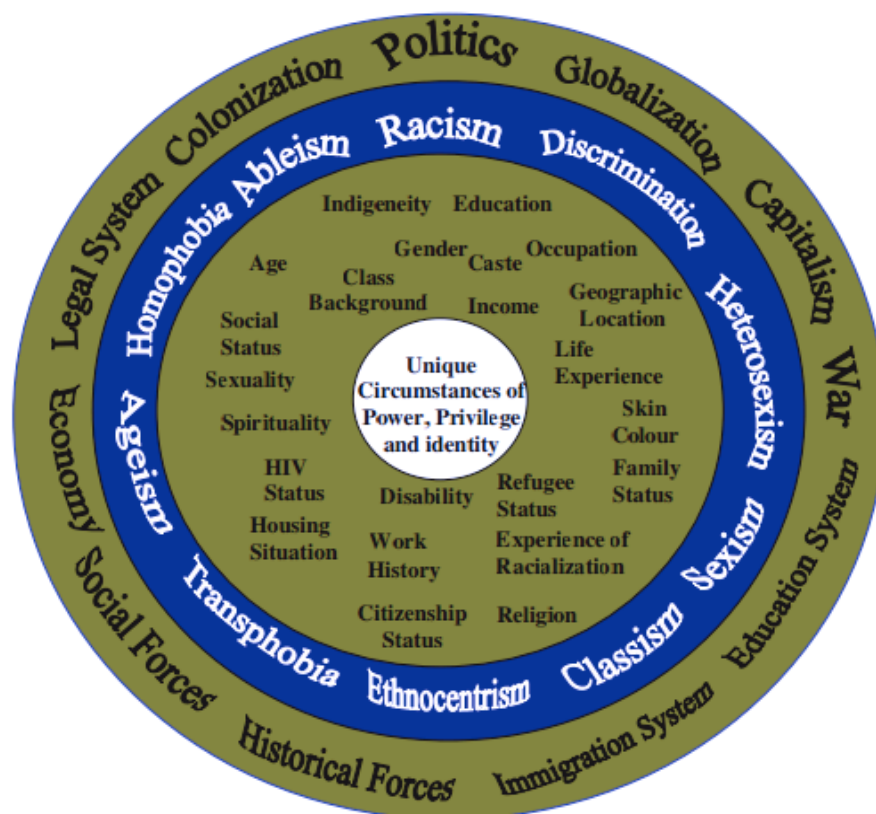 Politics
Globalization
Capitalism
War
Education System
Immigration System
Historical Forces
Social Forces
Economy
Legal System
Colonization
Racism
Discrimination
Heterosexism
Sexism
Classism
Ethnocentrism
Transphobia
Ageism
Homophobia
Ableism
Indigeneity
Education
Age
Gender
Caste
Occupation
Class
Background
Income
Geographic
Location
Social
Status
Life
Experience
Sexuality
Spirituality
Skin
Colour
HIV
Status
Family
Status
Disability
Refugee
Status
Housing
Situation
Work
History
Experience of
Racialization
Citizenship
Status
Religion
Unique
Circumstances of
Power, Privilege
and identity